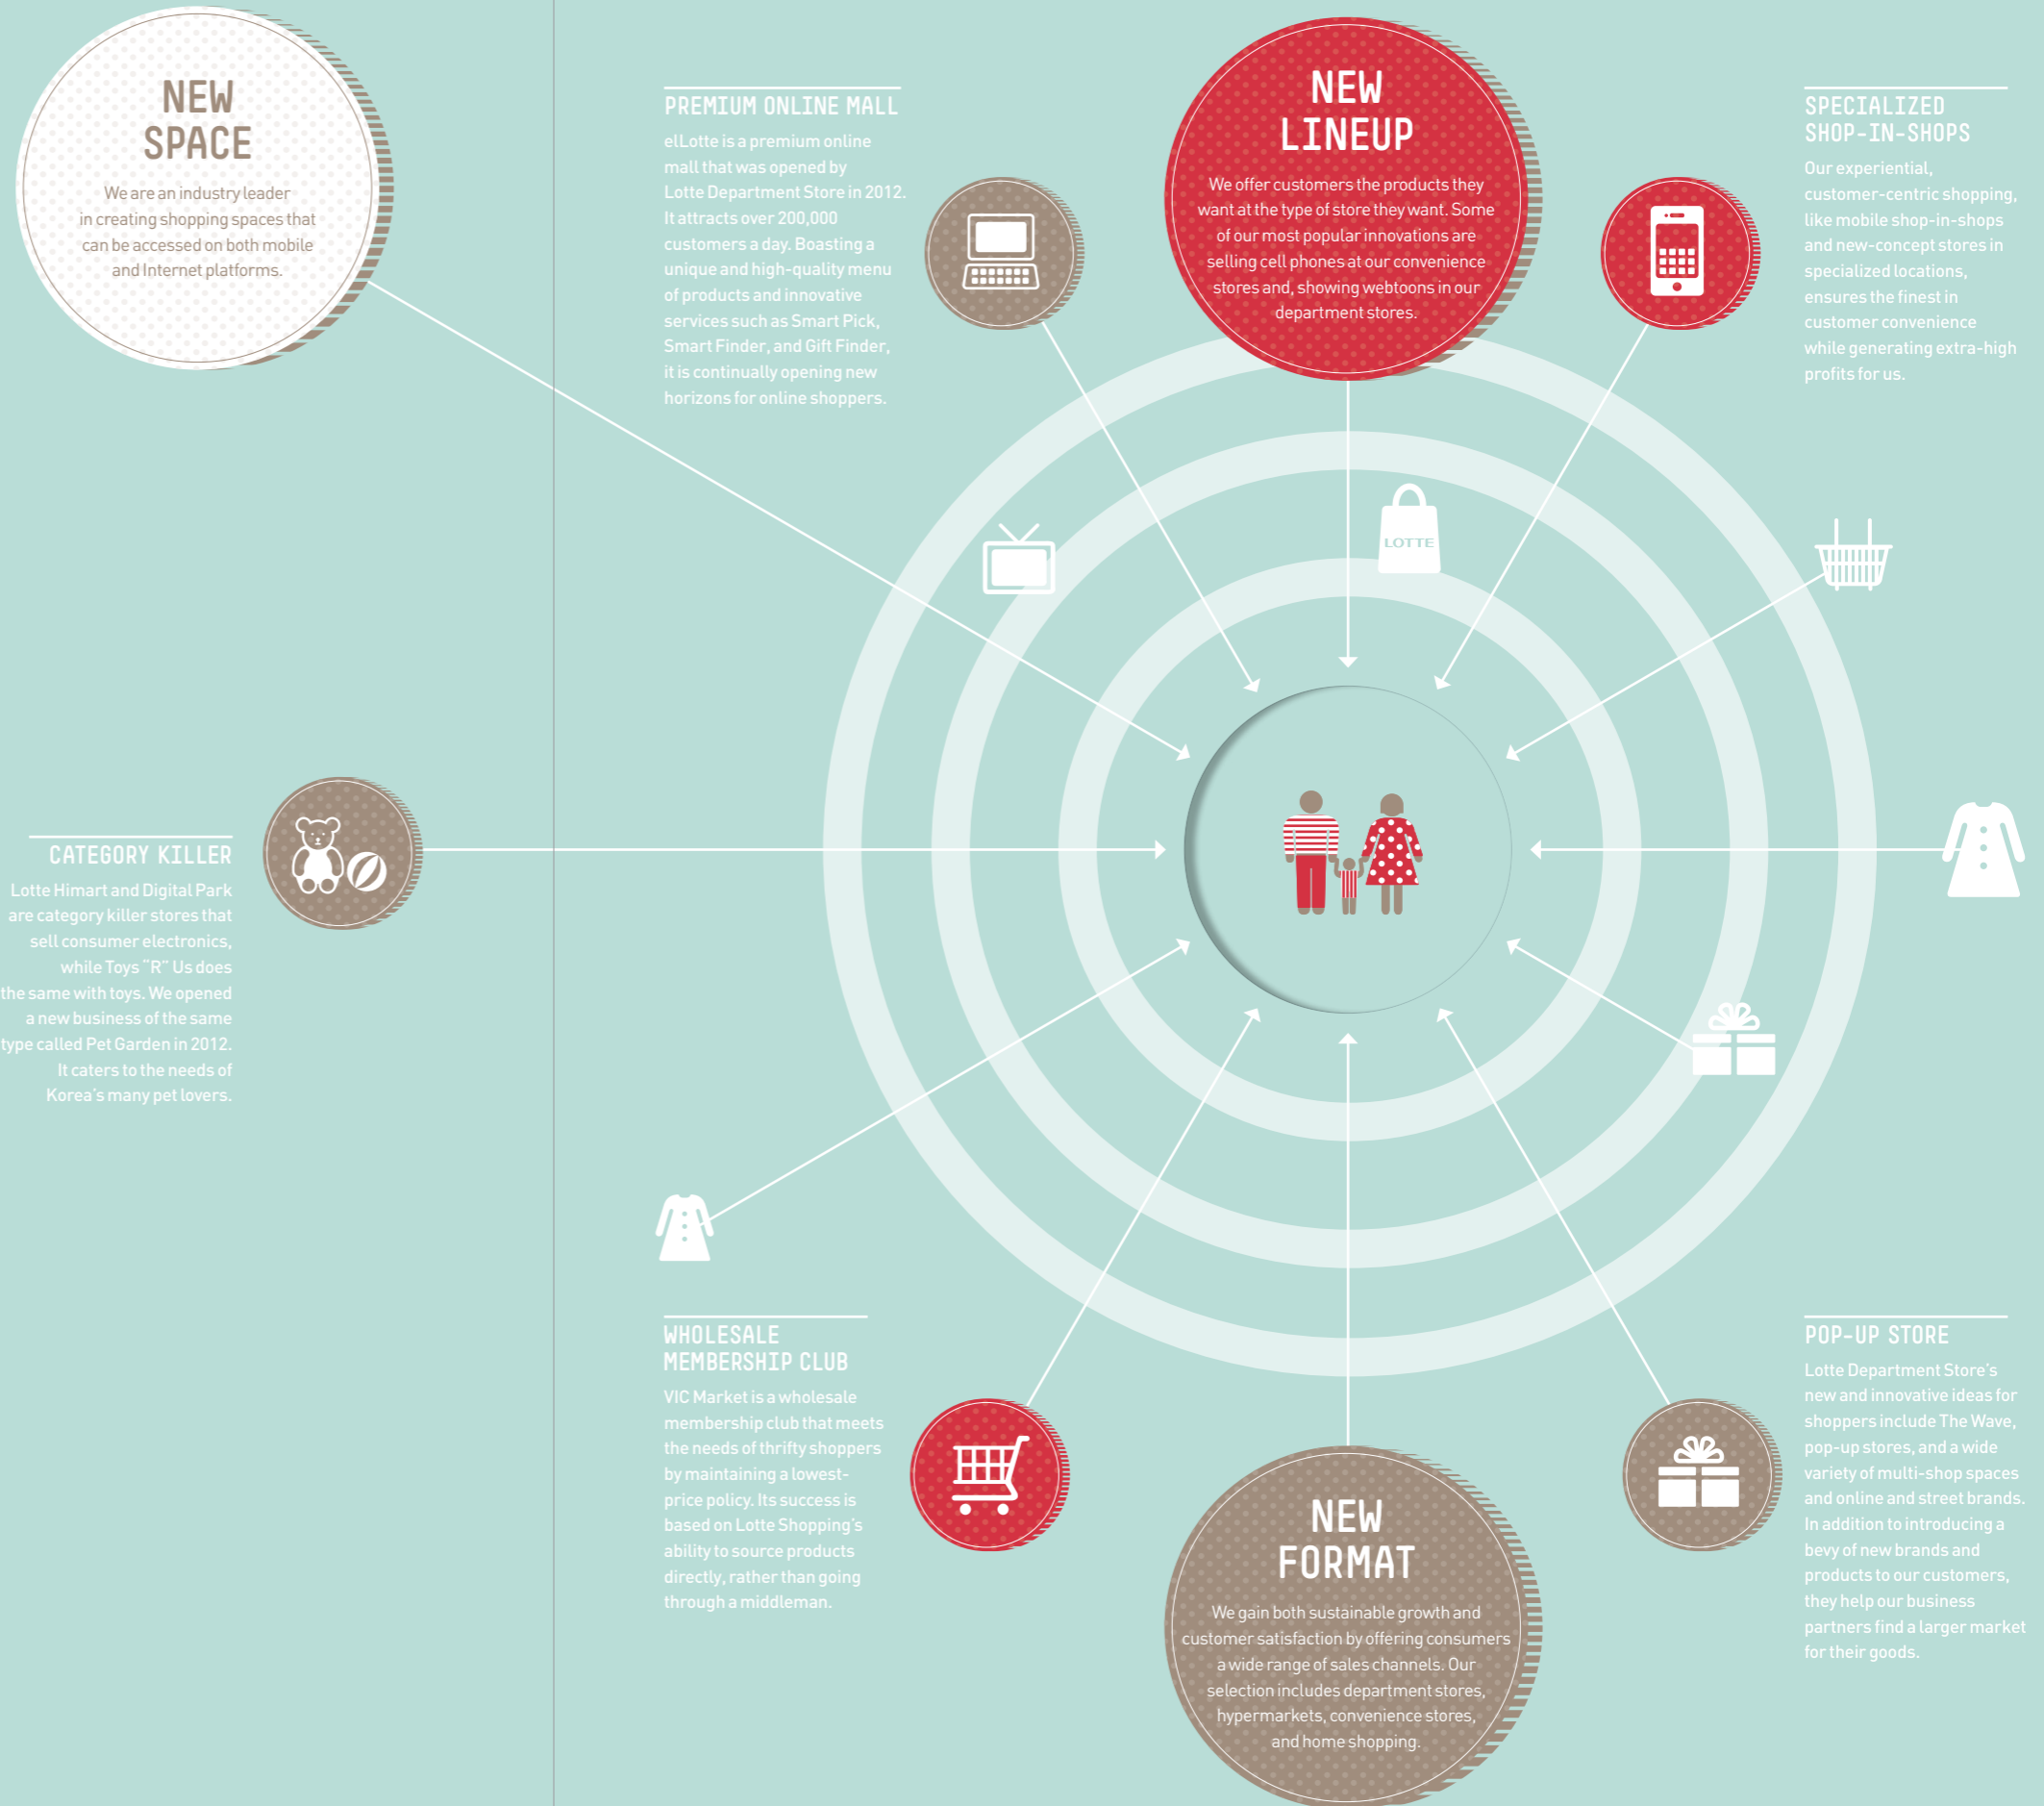 NEW
SPACE
We are an industry leader
in creating shopping spaces that
can be accessed on both mobile
and Internet platforms.
PREMIUM ONLINE MALL
elLotte is a premium online
mall that was opened by
Lotte Department Store in 2012.
It attracts over 200,000
customers a day. Boasting a
unique and high-quality menu
of products and innovative
services such as Smart Pick,
Smart Finder, and Gift Finder,
it is continually opening new
horizons for online shoppers.
NEW
LINEUP
We offer customers the products they
want at the type of store they want. Some
of our most popular innovations are
selling cell phones at our convenience
stores and, showing webtoons in our
department stores.
SPECIALIZED
SHOP-IN-SHOPS
Our experiential,
customer-centric shopping,
like mobile shop-in-shops
and new-concept stores in
specialized locations,
ensures the finest in
customer convenience
while generating extra-high
profits for us.
LOTTE
CATEGORY KILLER
Lotte Himart and Digital Park
are category killer stores that
sell consumer electronics,
while Toys “R” Us does
the same with toys. We opened
a new business of the same
type called Pet Garden in 2012.
It caters to the needs of
Korea's many pet lovers.
WHOLESALE
MEMBERSHIP CLUB
VIC Market is a wholesale
membership club that meets
the needs of thrifty shoppers
by maintaining a lowest-
price policy. Its success is
based on Lotte Shopping's
ability to source products
directly, rather than going
through a middleman.
NEW
FORMAT
We gain both sustainable growth and
customer satisfaction by offering consumers
a wide range of sales channels. Our
selection includes department stores,
hypermarkets, convenience stores,
and home shopping.
POP-UP STORE
Lotte Department Store's
new and innovative ideas for
shoppers include The Wave,
pop-up stores, and a wide
variety of multi-shop spaces
and online and street brands.
In addition to introducing a
bevy of new brands and
products to our customers,
they help our business
partners find a larger market
for their goods.